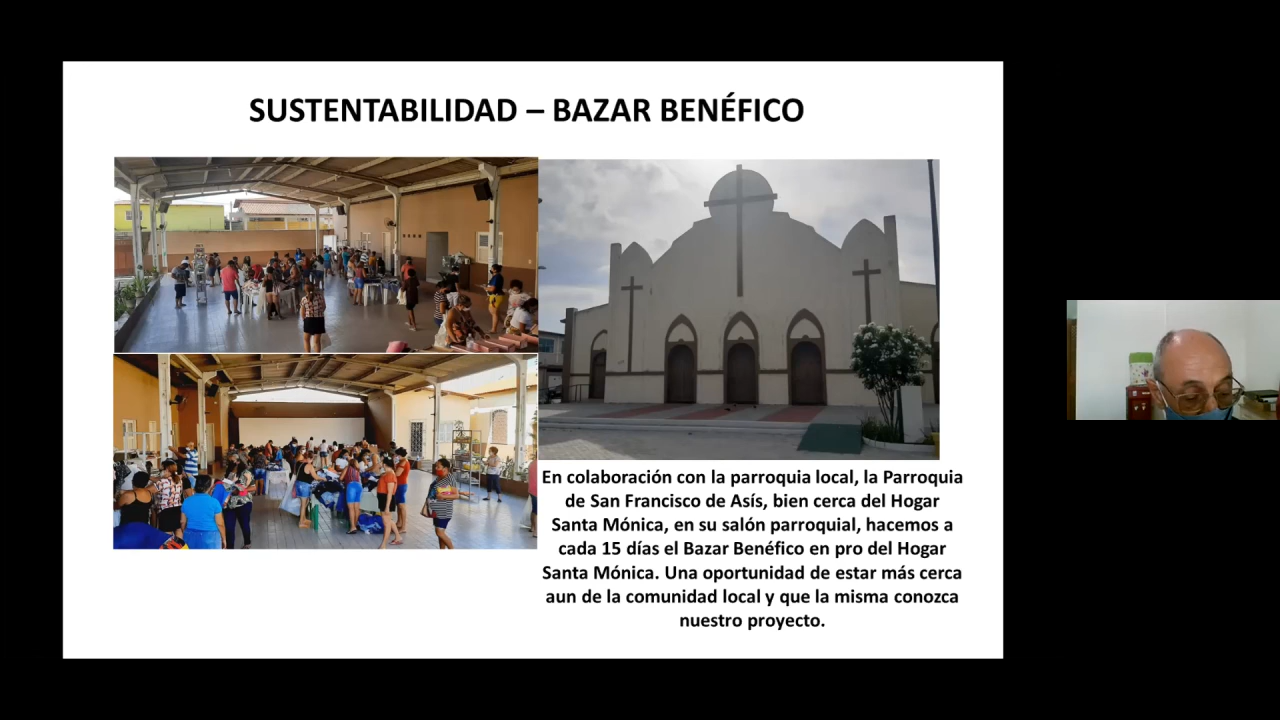 SUSTENTABILIDAD – BAZAR BENÉFICO
En colaboración con la parroquia local, la Parroquia
de San Francisco de Asís, bien cerca del Hogar
Santa Mónica, en su salón parroquial, hacemos a
cada 15 días el Bazar Benéfico en pro del Hogar
Santa Mónica. Una oportunidad de estar más cerca
aun de la comunidad local y que la misma conozca
nuestro proyecto.